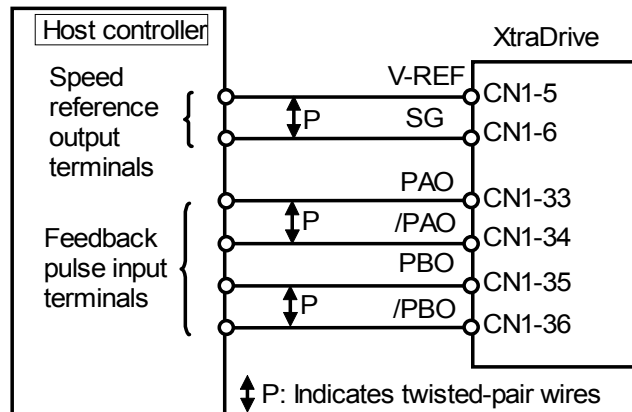 Host controller
XtraDrive
Speed
reference
output
terminals
V-REF
CN1-5
P
SG
CN1-6
PAO
CN1-33
P
/PAO
CN1-34
Feedback
pulse input
terminals
PBO
CN1-35
P
/PBO
CN1-36
P: Indicates twisted-pair wires